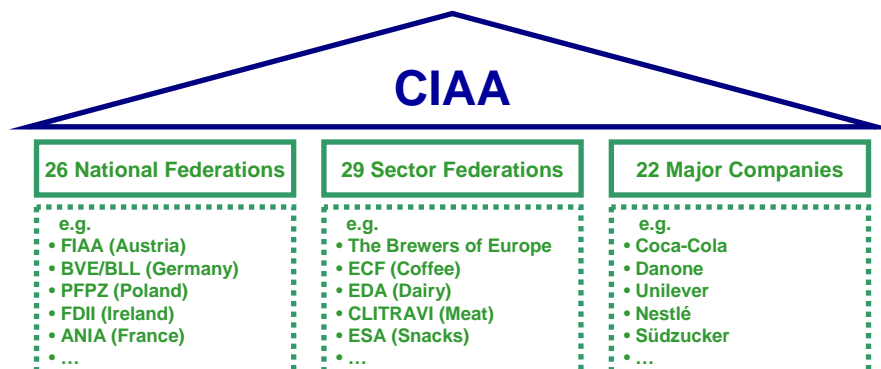 CIAA
26 National Federations
e.g.
• FIAA (Austria)
• BVE/BLL (Germany)
• PFPZ (Poland)
• FDII (Ireland)
• ANIA (France)
• …
29 Sector Federations
e.g.
• The Brewers of Europe
• ECF (Coffee)
• EDA (Dairy)
• CLITRAVI (Meat)
• ESA (Snacks)
• …
22 Major Companies
e.g.
• Coca-Cola
• Danone
• Unilever
• Nestlé
• Südzucker
• …